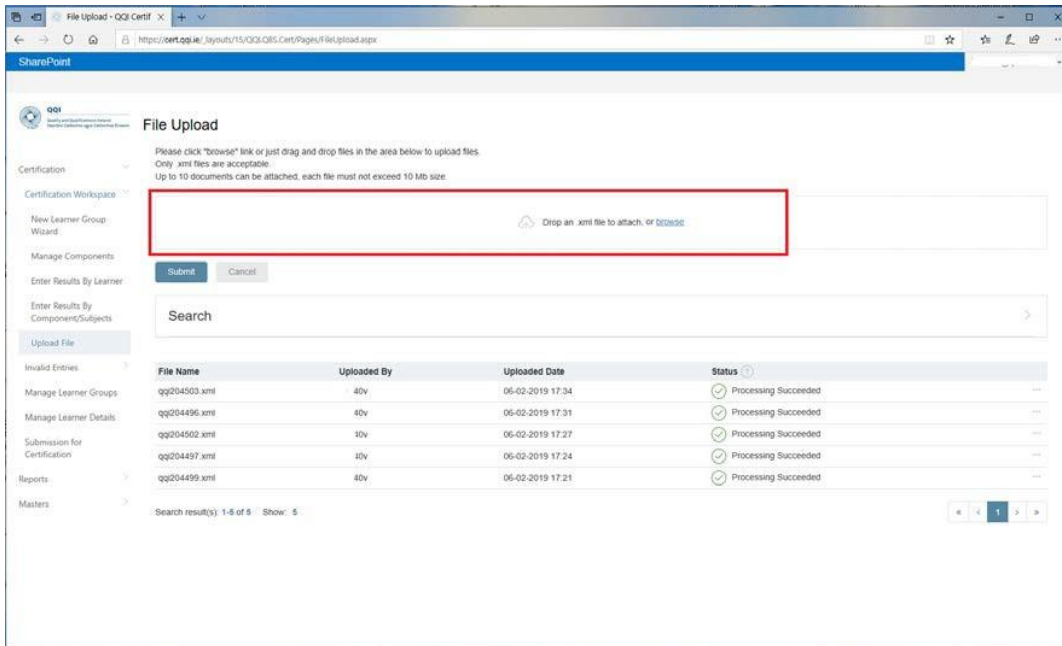 File Upload - QQI Certif
https://cert.qqi.ie/_layouts/15/QQI.QBS.Cert/Pages/FileUpload.aspx
SharePoint
QQI
File Upload
Please click "browse" link or just drag and drop files in the area below to upload files.
Only .xml files are acceptable.
Up to 10 documents can be attached, each file must not exceed 10 Mb size.
Drop an .xml file to attach, or browse
Submit
Cancel
Search
Certification
Certification Workspace
New Learner Group
Wizard
Manage Components
Enter Results By Learner
Enter Results By
Component/Subjects
Upload File
Invalid Entries
Manage Learner Groups
Manage Learner Details
Submission for
Certification
Reports
Masters
File Name Uploaded By Uploaded Date Status
qqi204503.xml 40v 06-02-2019 17:34 Processing Succeeded
qqi204496.xml 40v 06-02-2019 17:31 Processing Succeeded
qqi204502.xml 06-02-2019 17:27 Processing Succeeded
qqi204497.xml 06-02-2019 17:24 Processing Succeeded
qqi204499.xml 40v 06-02-2019 17:21 Processing Succeeded
Search result(s): 1-5 of 5 Show: 5
« < 1 > »